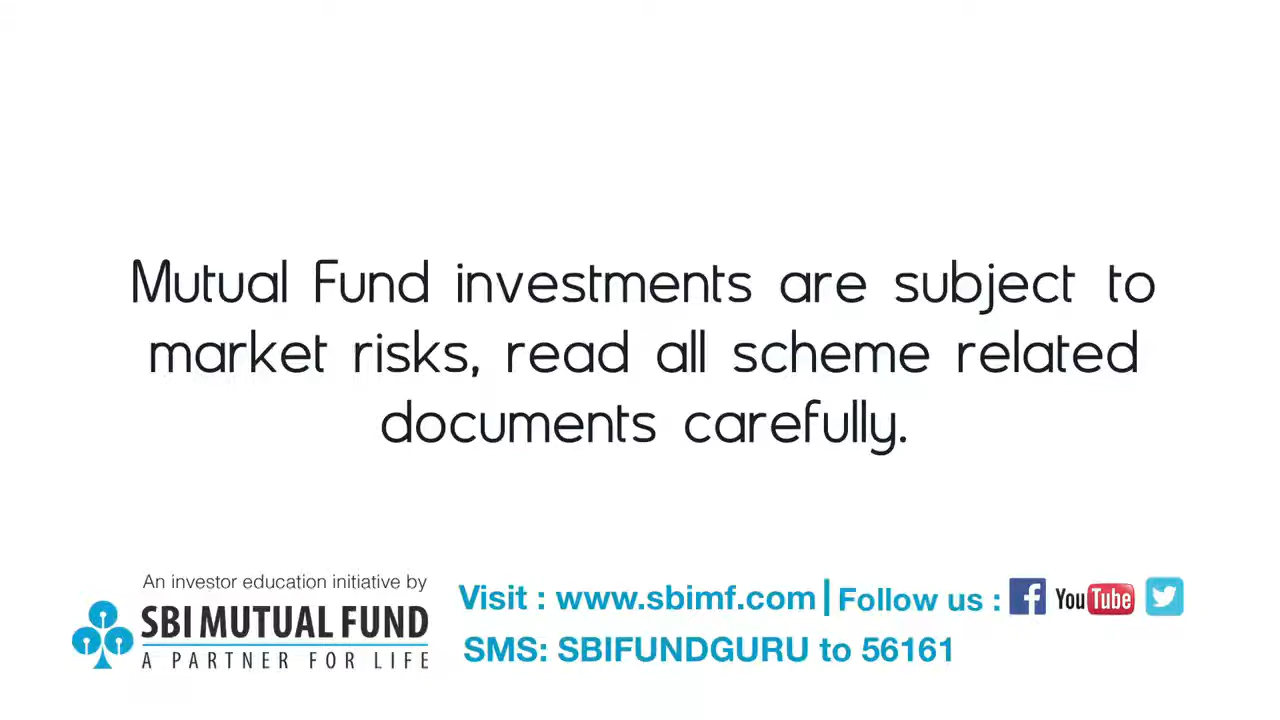 Mutual Fund investments are subject to
market risks, read all scheme related
documents carefully.
An investor education initiative by
SBI MUTUAL FUND
A PARTNER FOR LIFE
Visit : www.sbimf.com | Follow us : f YouTube
SMS: SBIFUNDGURU to 56161